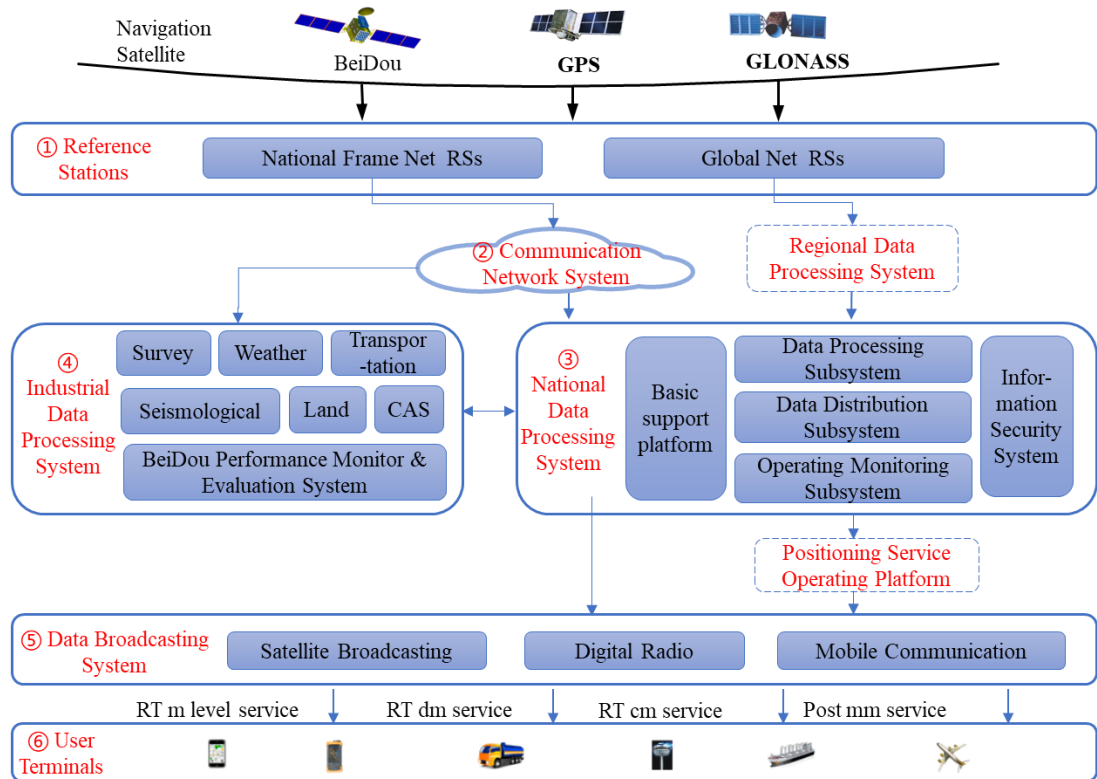 Navigation
Satellite
BeiDou
GPS
GLONASS
① Reference
Stations
National Frame Net RSs
Global Net RSs
② Communication
Network System
Regional Data
Processing System
④
Industrial
Data
Processing
System
Survey
Weather
Transpor
-tation
Seismological
Land
CAS
BeiDou Performance Monitor &
Evaluation System
③
National
Data
Processing
System
Basic
support
platform
Data Processing
Subsystem
Data Distribution
Subsystem
Operating Monitoring
Subsystem
Infor-
mation
Security
System
Positioning Service
Operating Platform
⑤ Data Broadcasting
System
Satellite Broadcasting
Digital Radio
Mobile Communication
RT m level service
RT dm service
RT cm service
Post mm service
⑥ User
Terminals